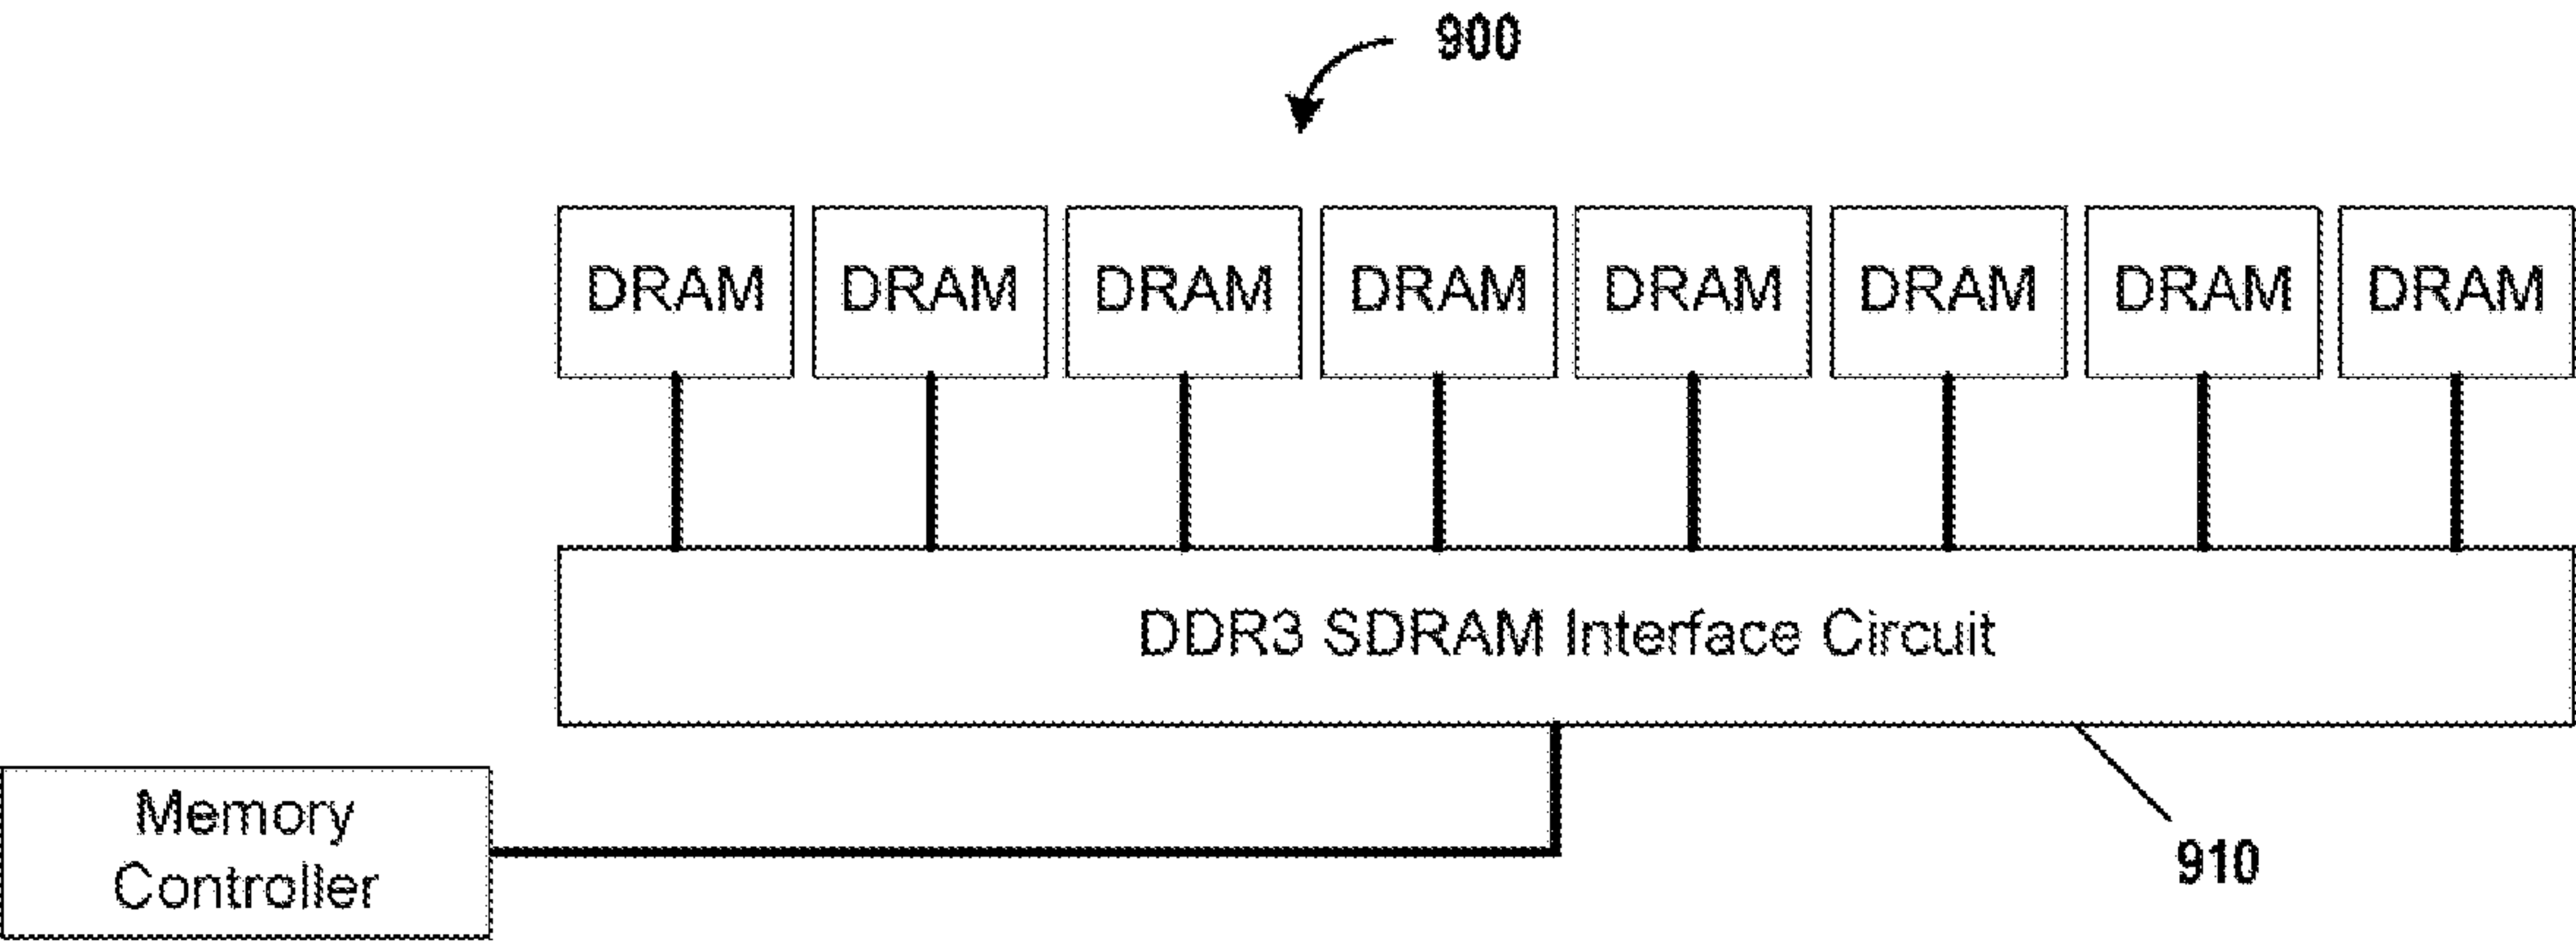 900
DRAM DRAM DRAM DRAM DRAM DRAM DRAM DRAM
DDR3 SDRAM Interface Circuit
Memory
Controller
910